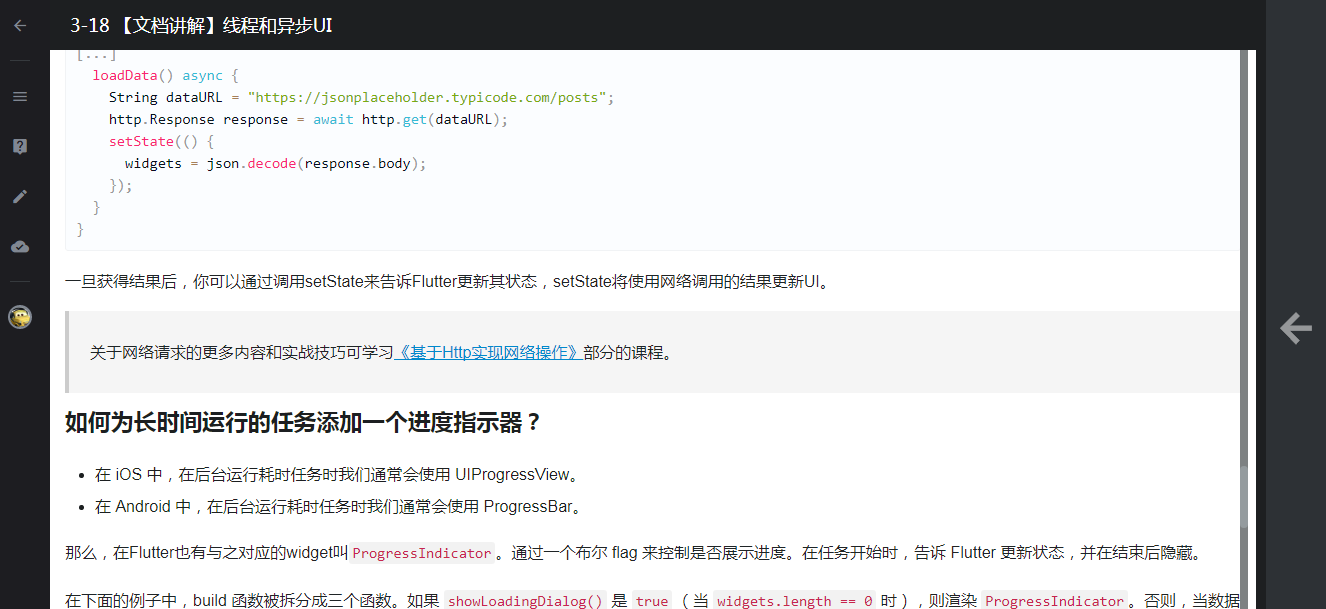 3-18 【文档讲解】线程和异步UI
[...]
loadData() async {
String dataURL = "https://jsonplaceholder.typicode.com/posts";
http.Response response = await http.get(dataURL);
setState(() {
widgets = json.decode(response.body);
});
}
}
一旦获得结果后，你可以通过调用setState来告诉Flutter更新其状态，setState将使用网络调用的结果更新UI。
关于网络请求的更多内容和实战技巧可学习《基于Http实现网络操作》部分的课程。
如何为长时间运行的任务添加一个进度指示器？
• 在 iOS 中，在后台运行耗时任务时我们通常会使用 UIProgressView。
• 在 Android 中，在后台运行耗时任务时我们通常会使用 ProgressBar。
那么，在Flutter也有与之对应的widget叫ProgressIndicator。通过一个布尔 flag 来控制是否展示进度。在任务开始时，告诉 Flutter 更新状态，并在结束后隐藏。
在下面的例子中，build 函数被拆分成三个函数。如果 showLoadingDialog() 是 true （当 widgets.length == 0 时），则渲染 ProgressIndicator。否则，当数据